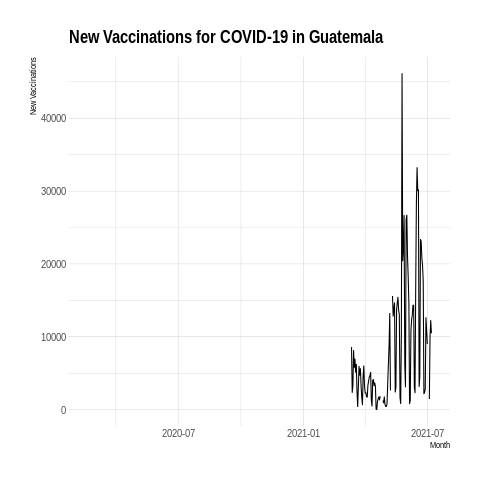 New Vaccinations for COVID-19 in Guatemala
New Vaccinations
40000
30000
20000
10000
0
2020-07
2021-01
2021-07
Month